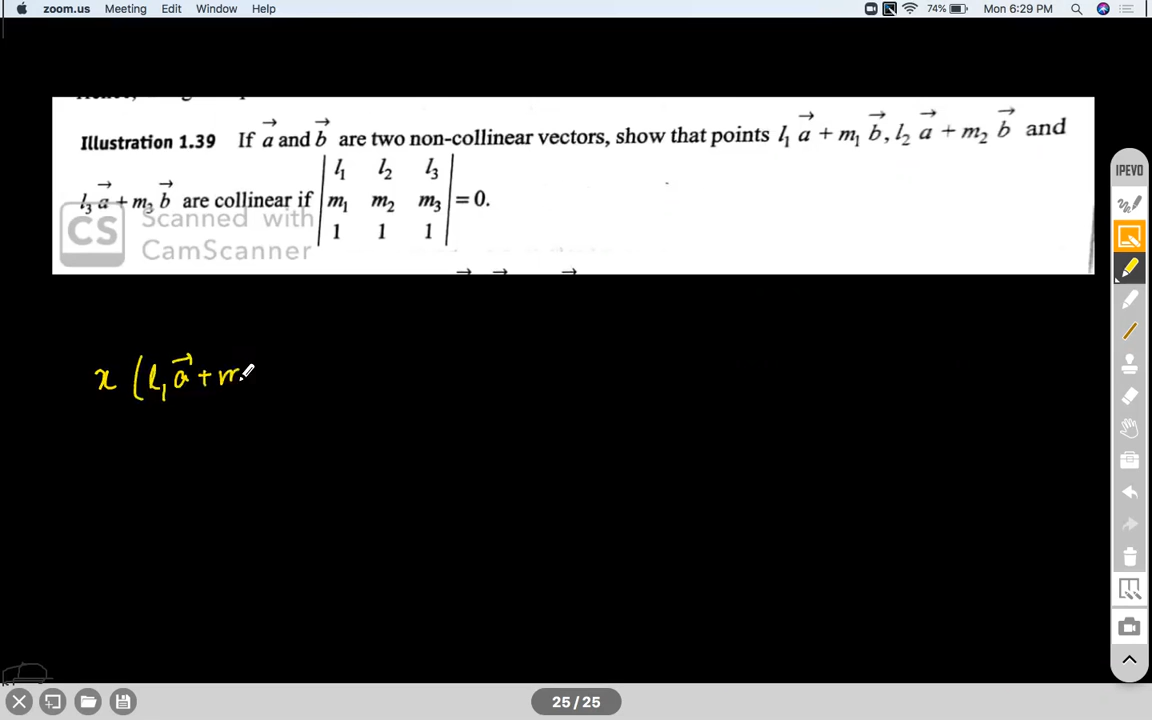 zoom.us Meeting Edit Window Help 74% Mon 6:29 PM
Illustration 1.39 If a⃗ and b⃗ are two non-collinear vectors, show that points l₁ a⃗ + m₁ b⃗, l₂ a⃗ + m₂ b⃗ and
l₃ a⃗ + m₃ b⃗ are collinear if | l₁ l₂ l₃ |
| m₁ m₂ m₃ | = 0.
| 1 1 1 |
CS Scanned with
CamScanner
IPEVO
x (l₁ a⃗ + m
25 / 25